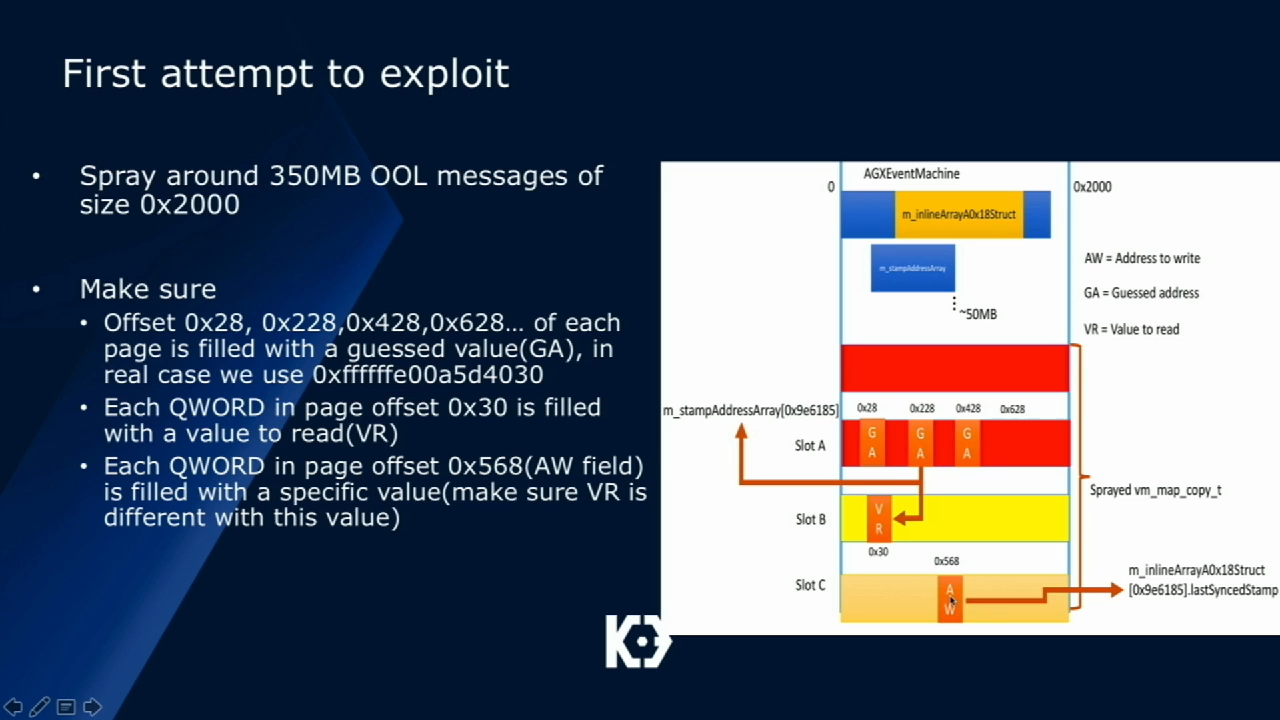 First attempt to exploit
• Spray around 350MB OOL messages of
size 0x2000
• Make sure
• Offset 0x28, 0x228,0x428,0x628... of each
page is filled with a guessed value(GA), in
real case we use 0xffffffe00a5d4030
• Each QWORD in page offset 0x30 is filled
with a value to read(VR)
• Each QWORD in page offset 0x568(AW field)
is filled with a specific value(make sure VR is
different with this value)
AGXEventMachine
0
0x2000
m_inlineArrayA0x18Struct
m_stampAddressArray
~50MB
AW = Address to write
GA = Guessed address
VR = Value to read
m_stampAddressArray[0x9e6185]
0x28
0x228
0x428
0x628
Slot A
G A
G A
G A
Sprayed vm_map_copy_t
Slot B
V R
0x30
0x568
Slot C
A W
m_inlineArrayA0x18Struct
[0x9e6185].lastSyncedStamp